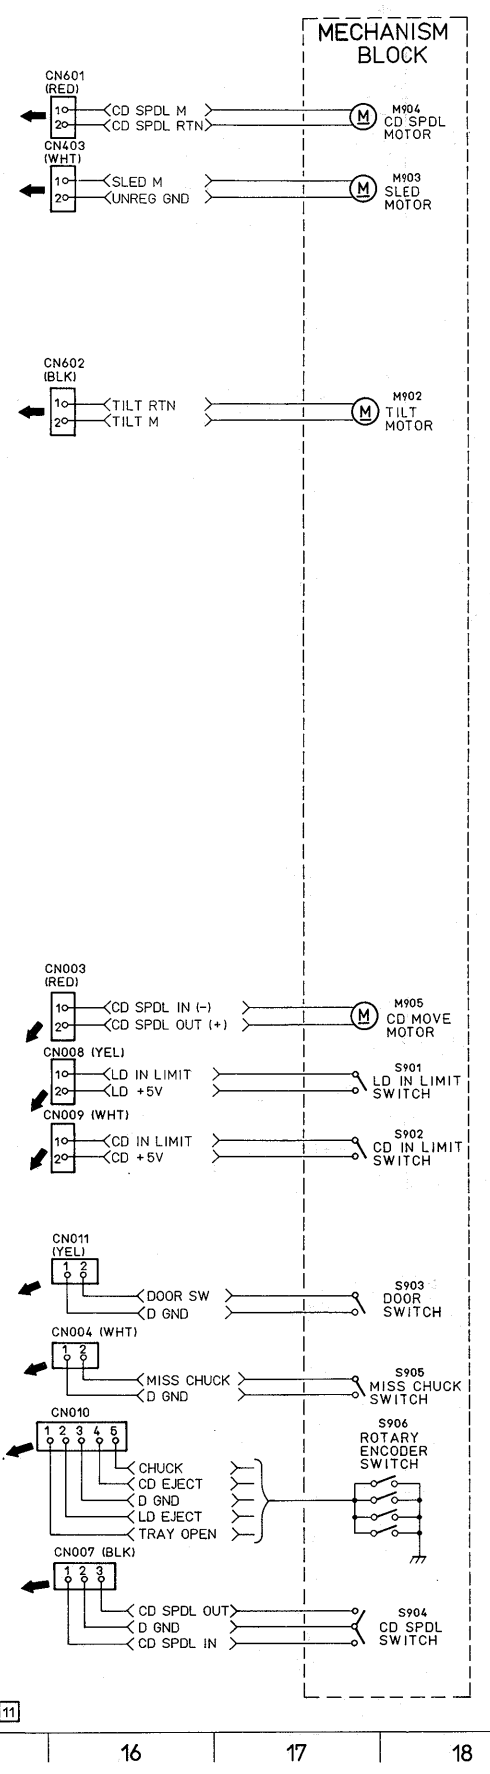 MECHANISM
BLOCK
CN601
(RED)
1 CD SPDL M
2 CD SPDL RTN
M
M904
CD SPDL
MOTOR
CN403
(WHT)
1 SLED M
2 UNREG GND
M
M903
SLED
MOTOR
CN602
(BLK)
1 TILT RTN
2 TILT M
M
M902
TILT
MOTOR
CN003
(RED)
1 CD SPDL IN (-)
2 CD SPDL OUT (+)
M
M905
CD MOVE
MOTOR
CN008 (YEL)
1 LD IN LIMIT
2 LD +5V
S901
LD IN LIMIT
SWITCH
CN009 (WHT)
1 CD IN LIMIT
2 CD +5V
S902
CD IN LIMIT
SWITCH
CN011
(YEL)
1 2
DOOR SW
D GND
S903
DOOR
SWITCH
CN004 (WHT)
1 2
MISS CHUCK
D GND
S905
MISS CHUCK
SWITCH
CN010
1 2 3 4 5
CHUCK
CD EJECT
D GND
LD EJECT
TRAY OPEN
S906
ROTARY
ENCODER
SWITCH
CN007 (BLK)
1 2 3
CD SPDL OUT
D GND
CD SPDL IN
S904
CD SPDL
SWITCH
11
16 17 18